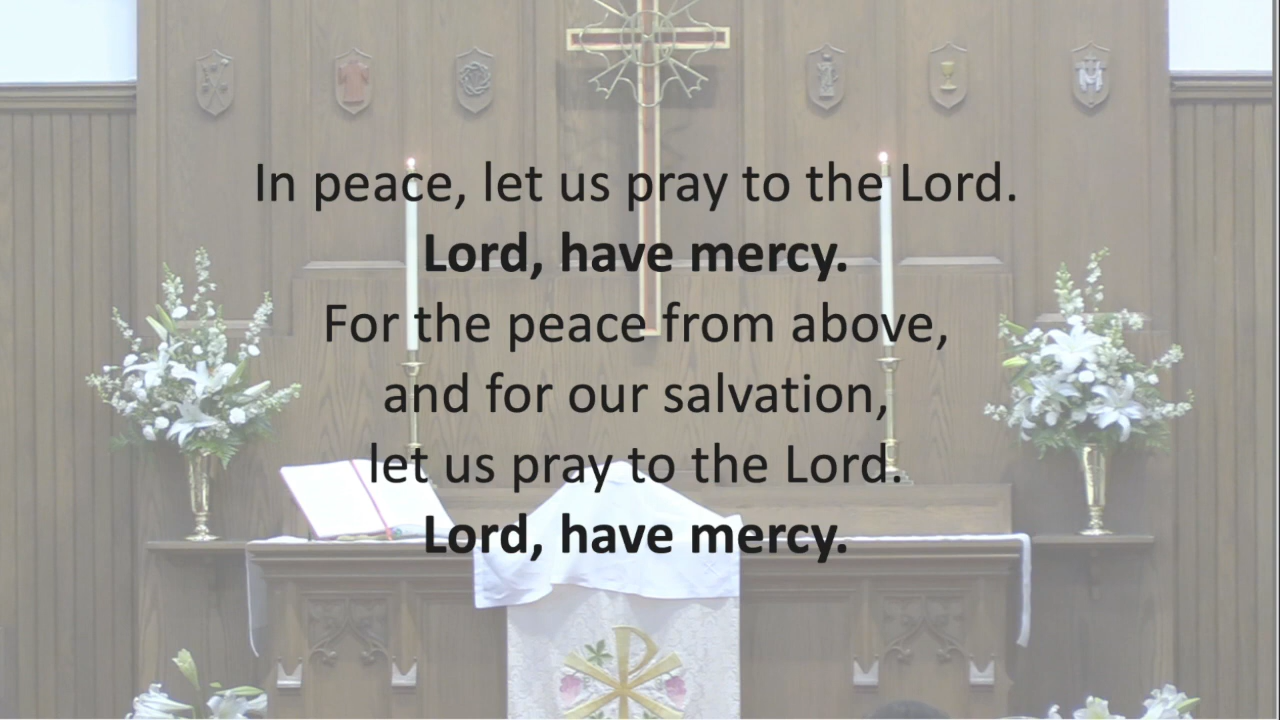 In peace, let us pray to the Lord.
Lord, have mercy.
For the peace from above,
and for our salvation,
let us pray to the Lord.
Lord, have mercy.